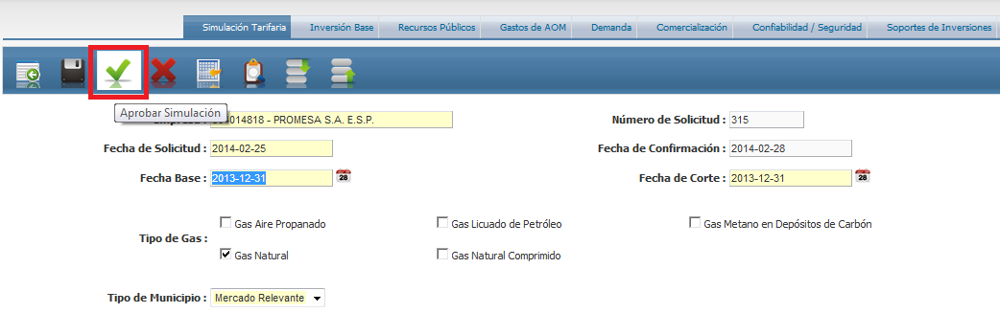 Simulación Tarifaria Inversión Base Recursos Públicos Gastos de AOM Demanda Comercialización Confiabilidad / Seguridad Soportes de Inversiones
Aprobar Simulación
014818 - PROMESA S.A. E.S.P. Número de Solicitud : 315
Fecha de Solicitud : 2014-02-25 Fecha de Confirmación : 2014-02-28
Fecha Base : 2013-12-31 28 Fecha de Corte : 2013-12-31 28
Gas Aire Propanado Gas Licuado de Petróleo Gas Metano en Depósitos de Carbón
Tipo de Gas :
Gas Natural Gas Natural Comprimido
Tipo de Municipio : Mercado Relevante